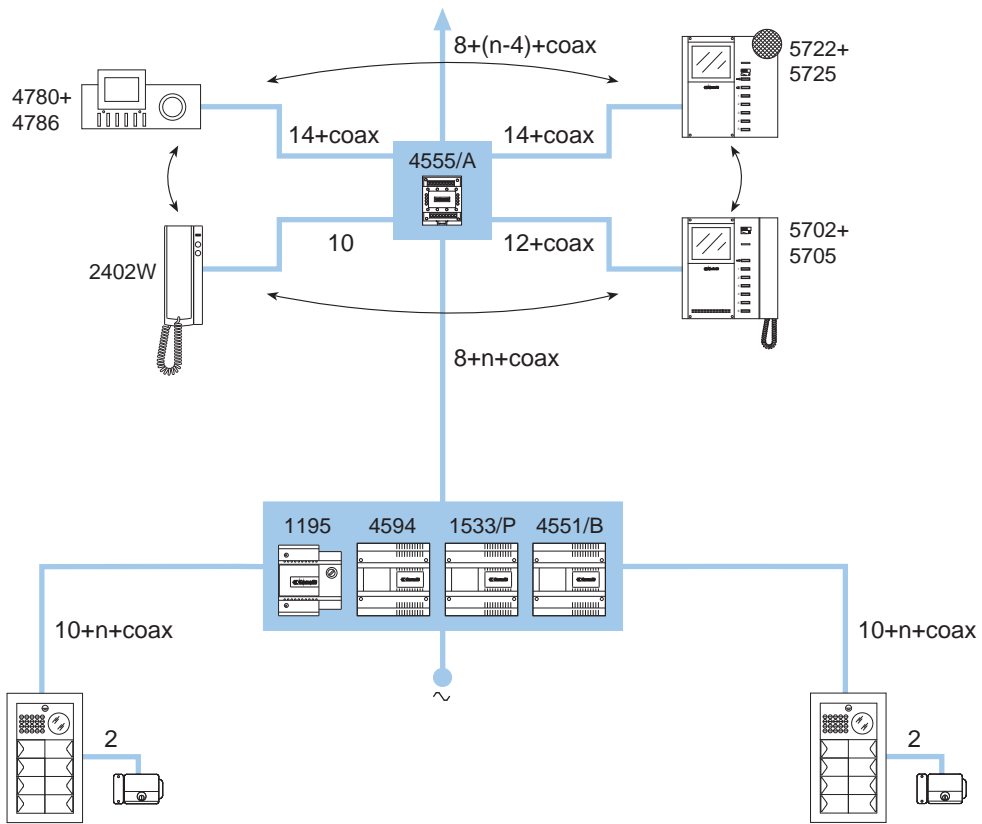 8+(n-4)+coax
5722+
5725
4780+
4786
14+coax
14+coax
4555/A
10
12+coax
5702+
5705
2402W
8+n+coax
1195
4594
1533/P
4551/B
10+n+coax
10+n+coax
2
2